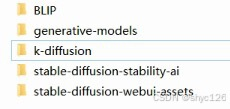 BLIP
generative-models
k-diffusion
stable-diffusion-stability-ai
stable-diffusion-webui-assets
CSDN @shyc126